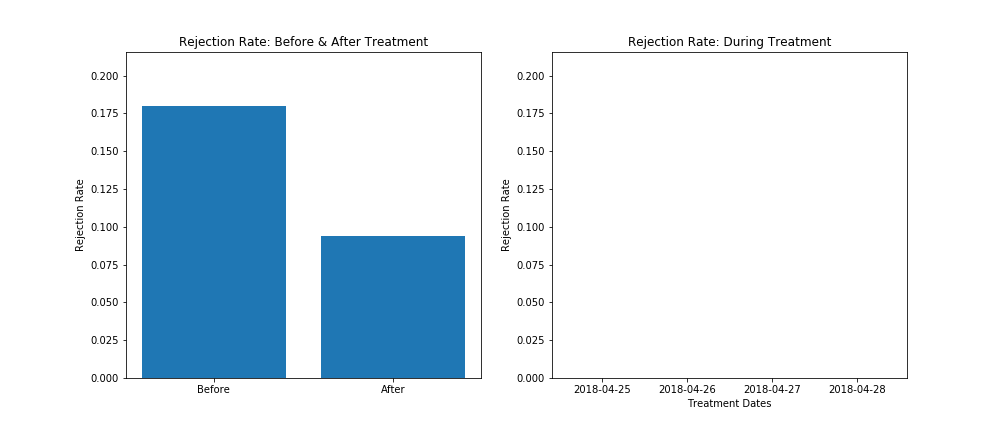 Rejection Rate: Before & After Treatment
Rejection Rate
0.200
0.175
0.150
0.125
0.100
0.075
0.050
0.025
0.000
Before After
Rejection Rate: During Treatment
Rejection Rate
0.200
0.175
0.150
0.125
0.100
0.075
0.050
0.025
0.000
2018-04-25 2018-04-26 2018-04-27 2018-04-28
Treatment Dates